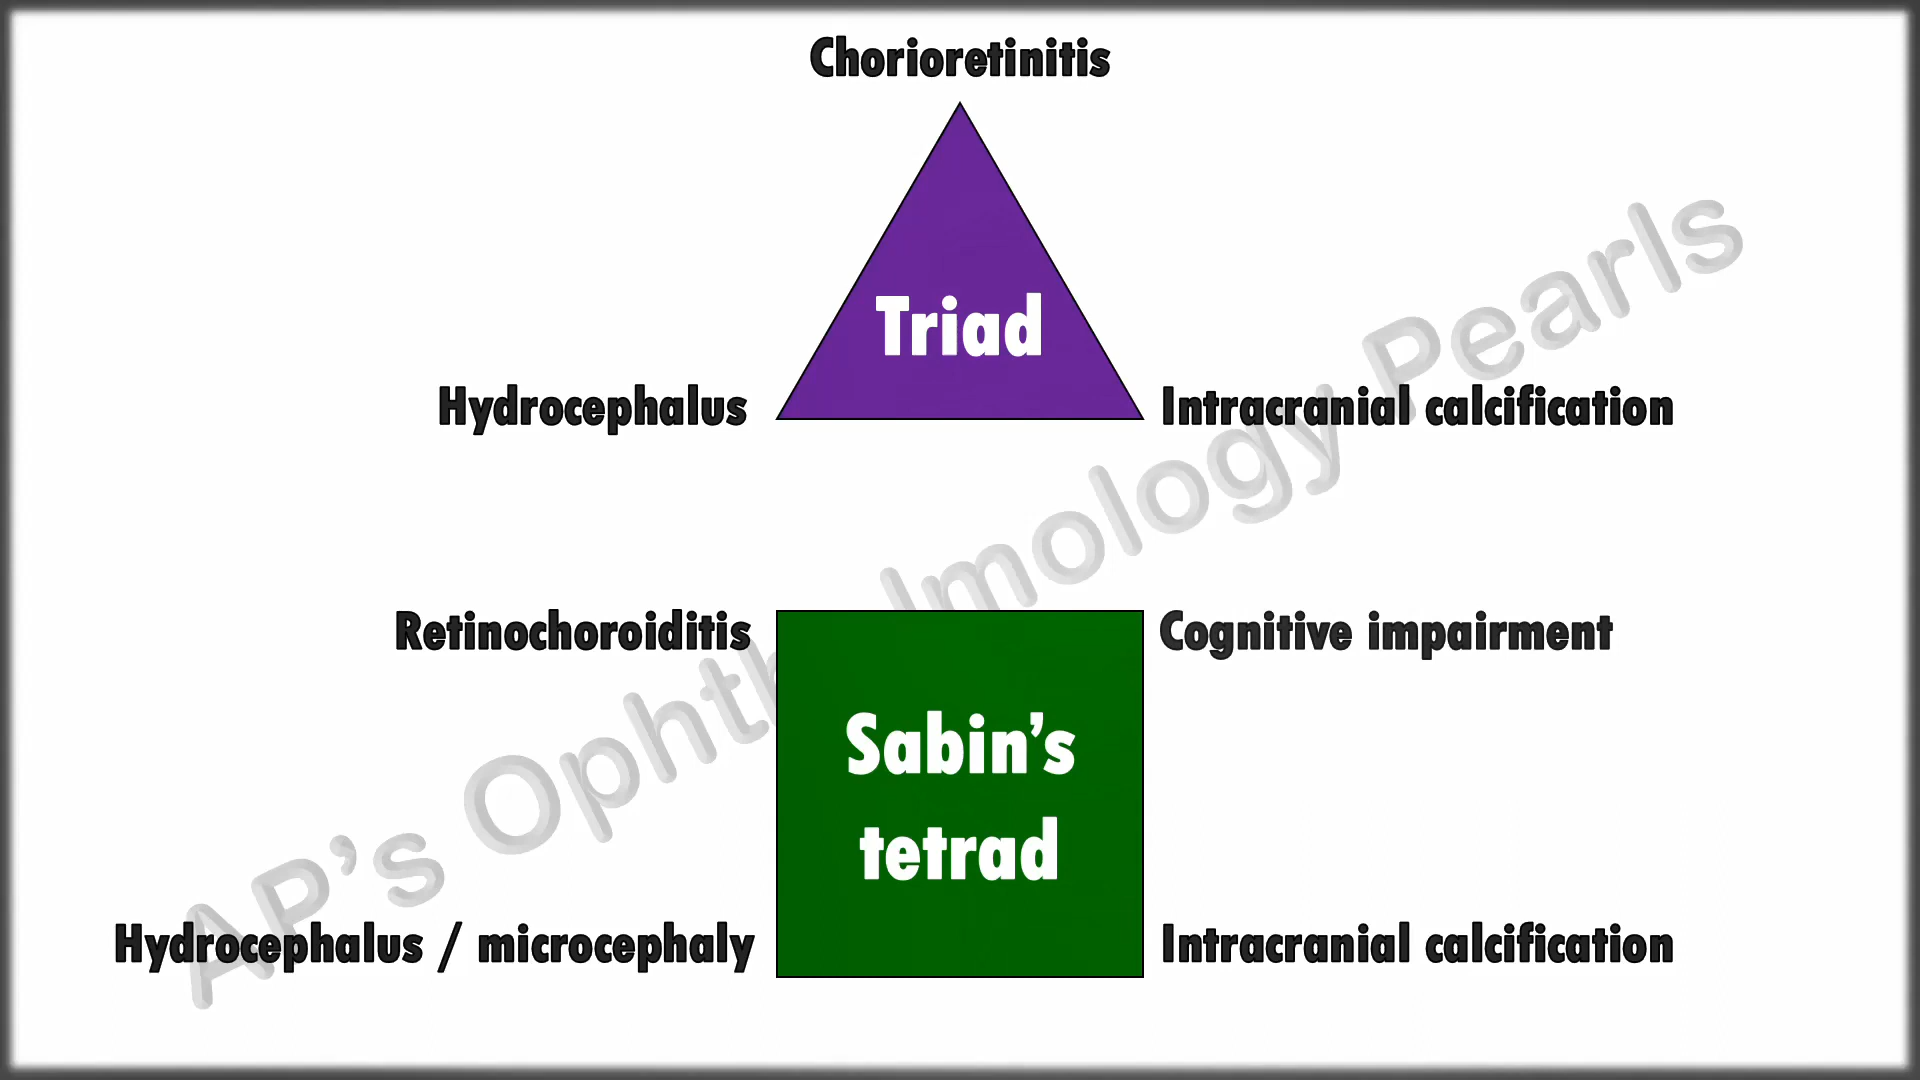 Chorioretinitis
Triad
Hydrocephalus
Intracranial calcification
Retinochoroiditis
Cognitive impairment
Sabin’s
tetrad
Hydrocephalus / microcephaly
Intracranial calcification
AP’s Ophthalmology Pearls